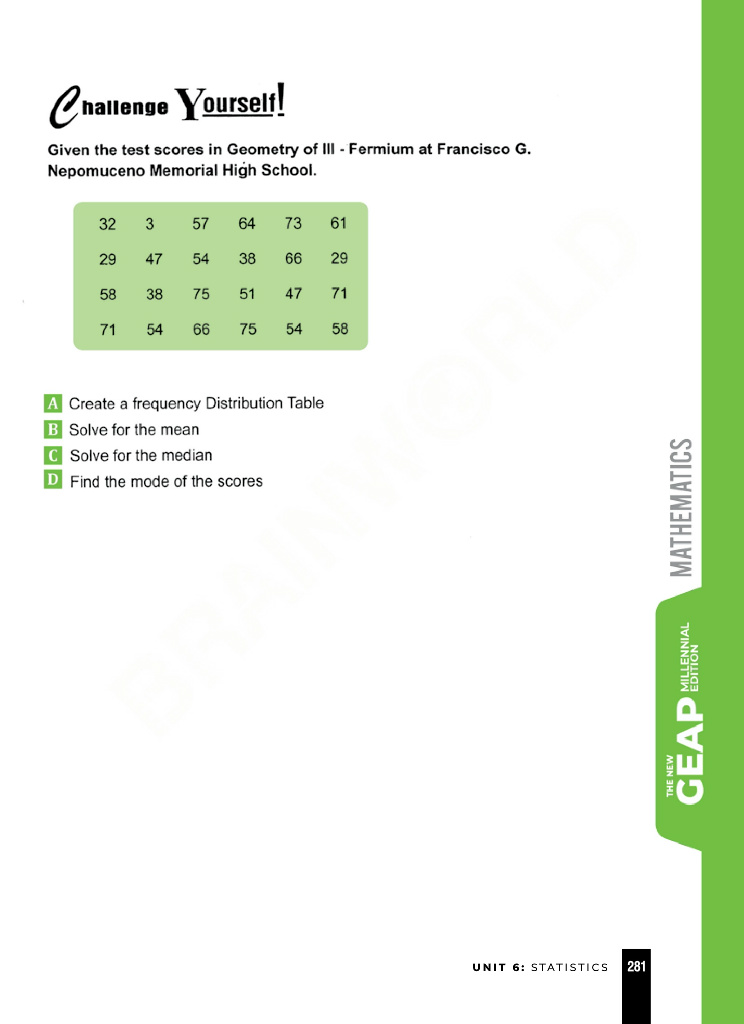 Challenge Yourself!
Given the test scores in Geometry of III - Fermium at Francisco G.
Nepomuceno Memorial High School.
32 3 57 64 73 61
29 47 54 38 66 29
58 38 75 51 47 71
71 54 66 75 54 58
A Create a frequency Distribution Table
B Solve for the mean
C Solve for the median
D Find the mode of the scores
BRAINWORLD
MATHEMATICS
THE NEW
GEAP
MILLENNIAL
EDITION
UNIT 6: STATISTICS 281